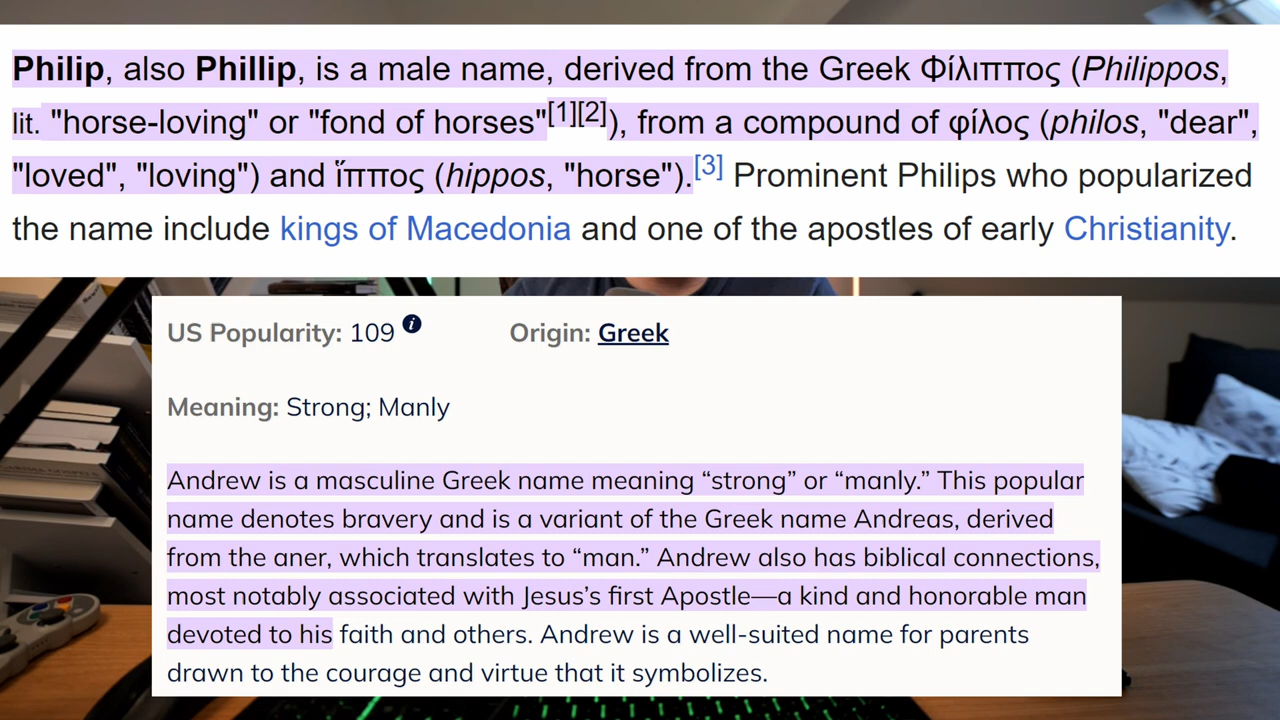 Philip, also Phillip, is a male name, derived from the Greek Φίλιππος (Philippos,
lit. "horse-loving" or "fond of horses"[1][2]), from a compound of φίλος (philos, "dear",
"loved", "loving") and ἵππος (hippos, "horse").[3] Prominent Philips who popularized
the name include kings of Macedonia and one of the apostles of early Christianity.
US Popularity: 109 i Origin: Greek
Meaning: Strong; Manly
Andrew is a masculine Greek name meaning “strong” or “manly.” This popular
name denotes bravery and is a variant of the Greek name Andreas, derived
from the aner, which translates to “man.” Andrew also has biblical connections,
most notably associated with Jesus’s first Apostle—a kind and honorable man
devoted to his faith and others. Andrew is a well-suited name for parents
drawn to the courage and virtue that it symbolizes.